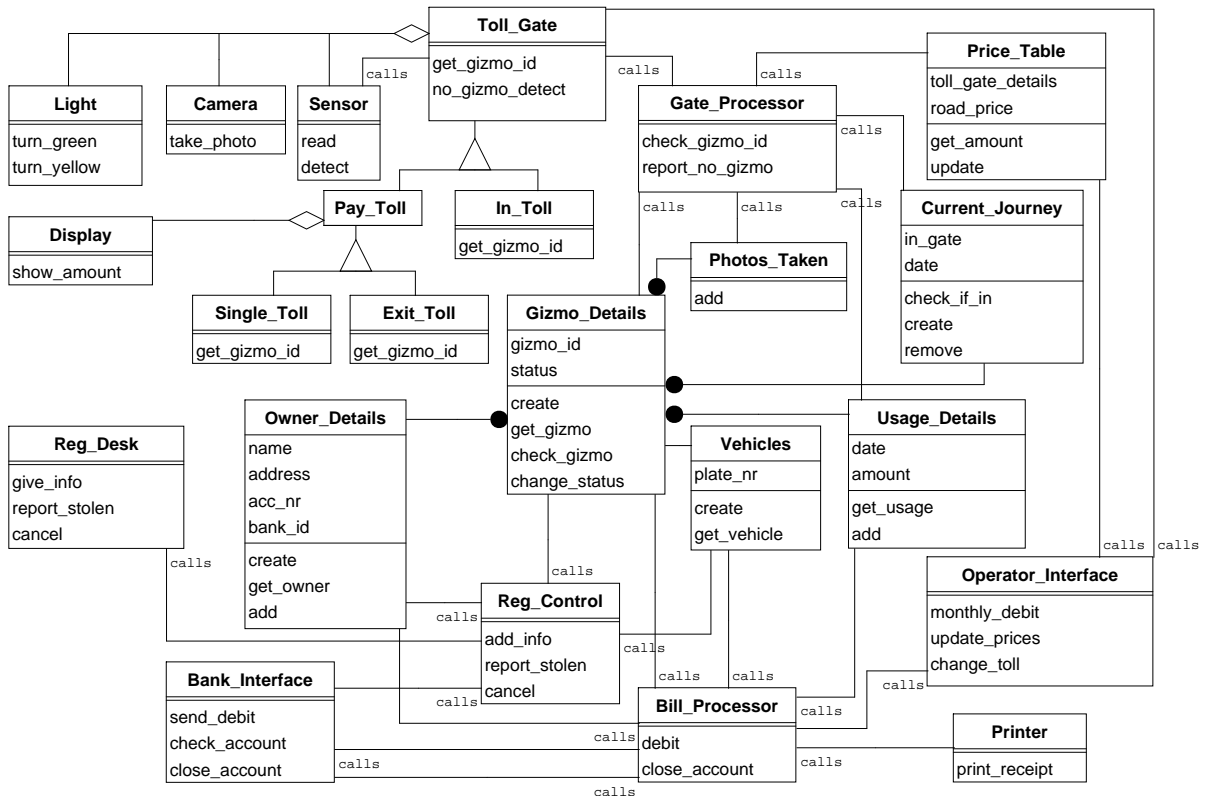 Toll_Gate
get_gizmo_id
no_gizmo_detect
calls
calls
Light
turn_green
turn_yellow
Camera
take_photo
Sensor
read
detect
Gate_Processor
check_gizmo_id
report_no_gizmo
calls
calls
calls
calls
calls
Price_Table
toll_gate_details
road_price
get_amount
update
Pay_Toll
In_Toll
get_gizmo_id
Display
show_amount
Single_Toll
get_gizmo_id
Exit_Toll
get_gizmo_id
Photos_Taken
add
Current_Journey
in_gate
date
check_if_in
create
remove
Gizmo_Details
gizmo_id
status
create
get_gizmo
check_gizmo
change_status
Owner_Details
name
address
acc_nr
bank_id
create
get_owner
add
Reg_Desk
give_info
report_stolen
cancel
calls
Vehicles
plate_nr
create
get_vehicle
Usage_Details
date
amount
get_usage
add
calls
calls
Operator_Interface
monthly_debit
update_prices
change_toll
calls
calls
Reg_Control
add_info
report_stolen
cancel
calls
calls
calls
Bank_Interface
send_debit
check_account
close_account
calls
calls
calls
calls
calls
calls
Bill_Processor
debit
close_account
calls
calls
Printer
print_receipt